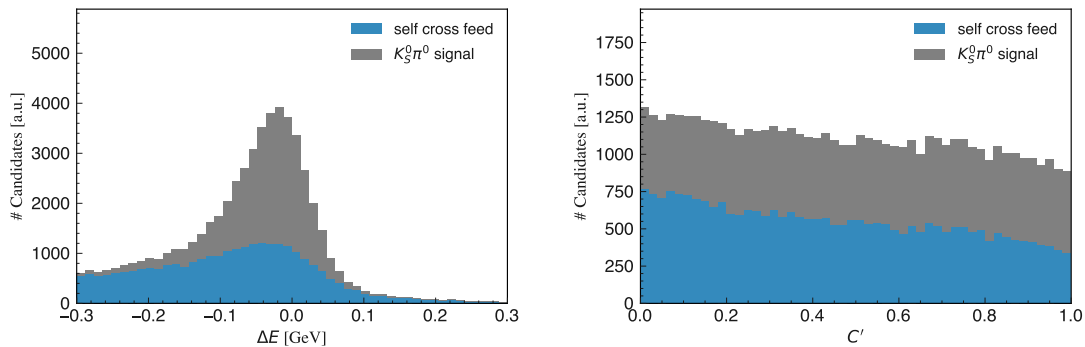 self cross feed
K_S^0 π^0 signal
# Candidates [a.u.]
5000
4000
3000
2000
1000
0
−0.3 −0.2 −0.1 0.0 0.1 0.2 0.3
ΔE [GeV]
self cross feed
K_S^0 π^0 signal
# Candidates [a.u.]
1750
1500
1250
1000
750
500
250
0
0.0 0.2 0.4 0.6 0.8 1.0
C′